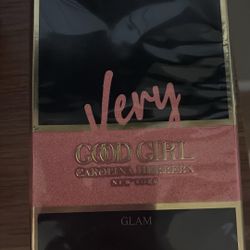 Very
GOOD GIRL
CAROLINA HERRERA
NEW YORK
GLAM